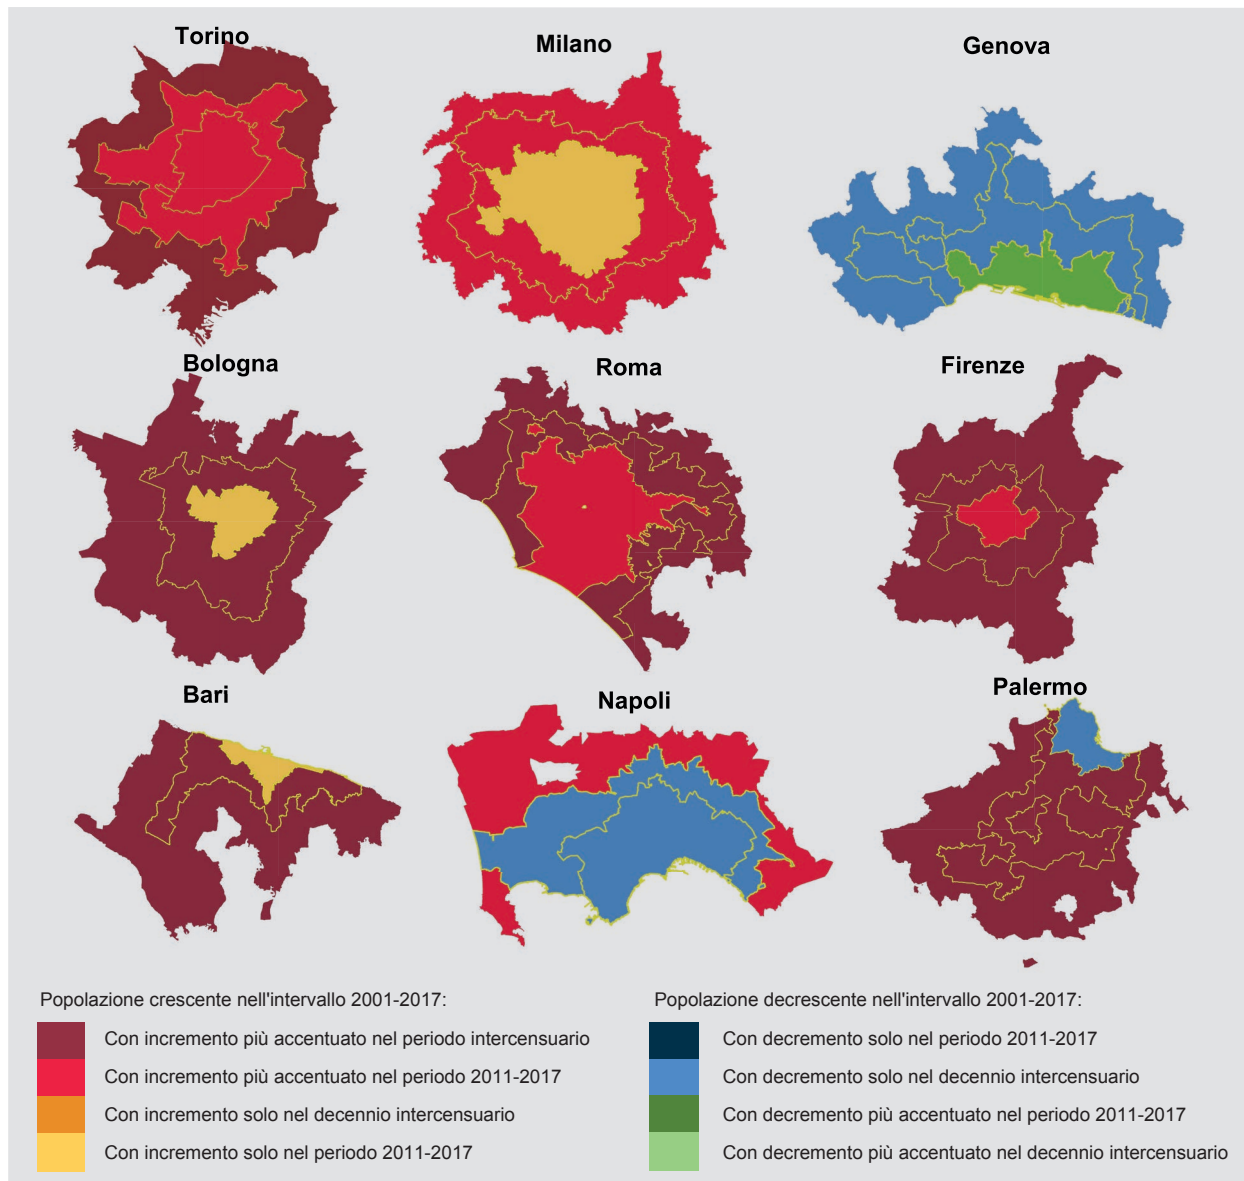 Torino
Milano
Genova
Bologna
Roma
Firenze
Bari
Napoli
Palermo
Popolazione crescente nell'intervallo 2001-2017:
Con incremento più accentuato nel periodo intercensuario
Con incremento più accentuato nel periodo 2011-2017
Con incremento solo nel decennio intercensuario
Con incremento solo nel periodo 2011-2017
Popolazione decrescente nell'intervallo 2001-2017:
Con decremento solo nel periodo 2011-2017
Con decremento solo nel decennio intercensuario
Con decremento più accentuato nel periodo 2011-2017
Con decremento più accentuato nel decennio intercensuario